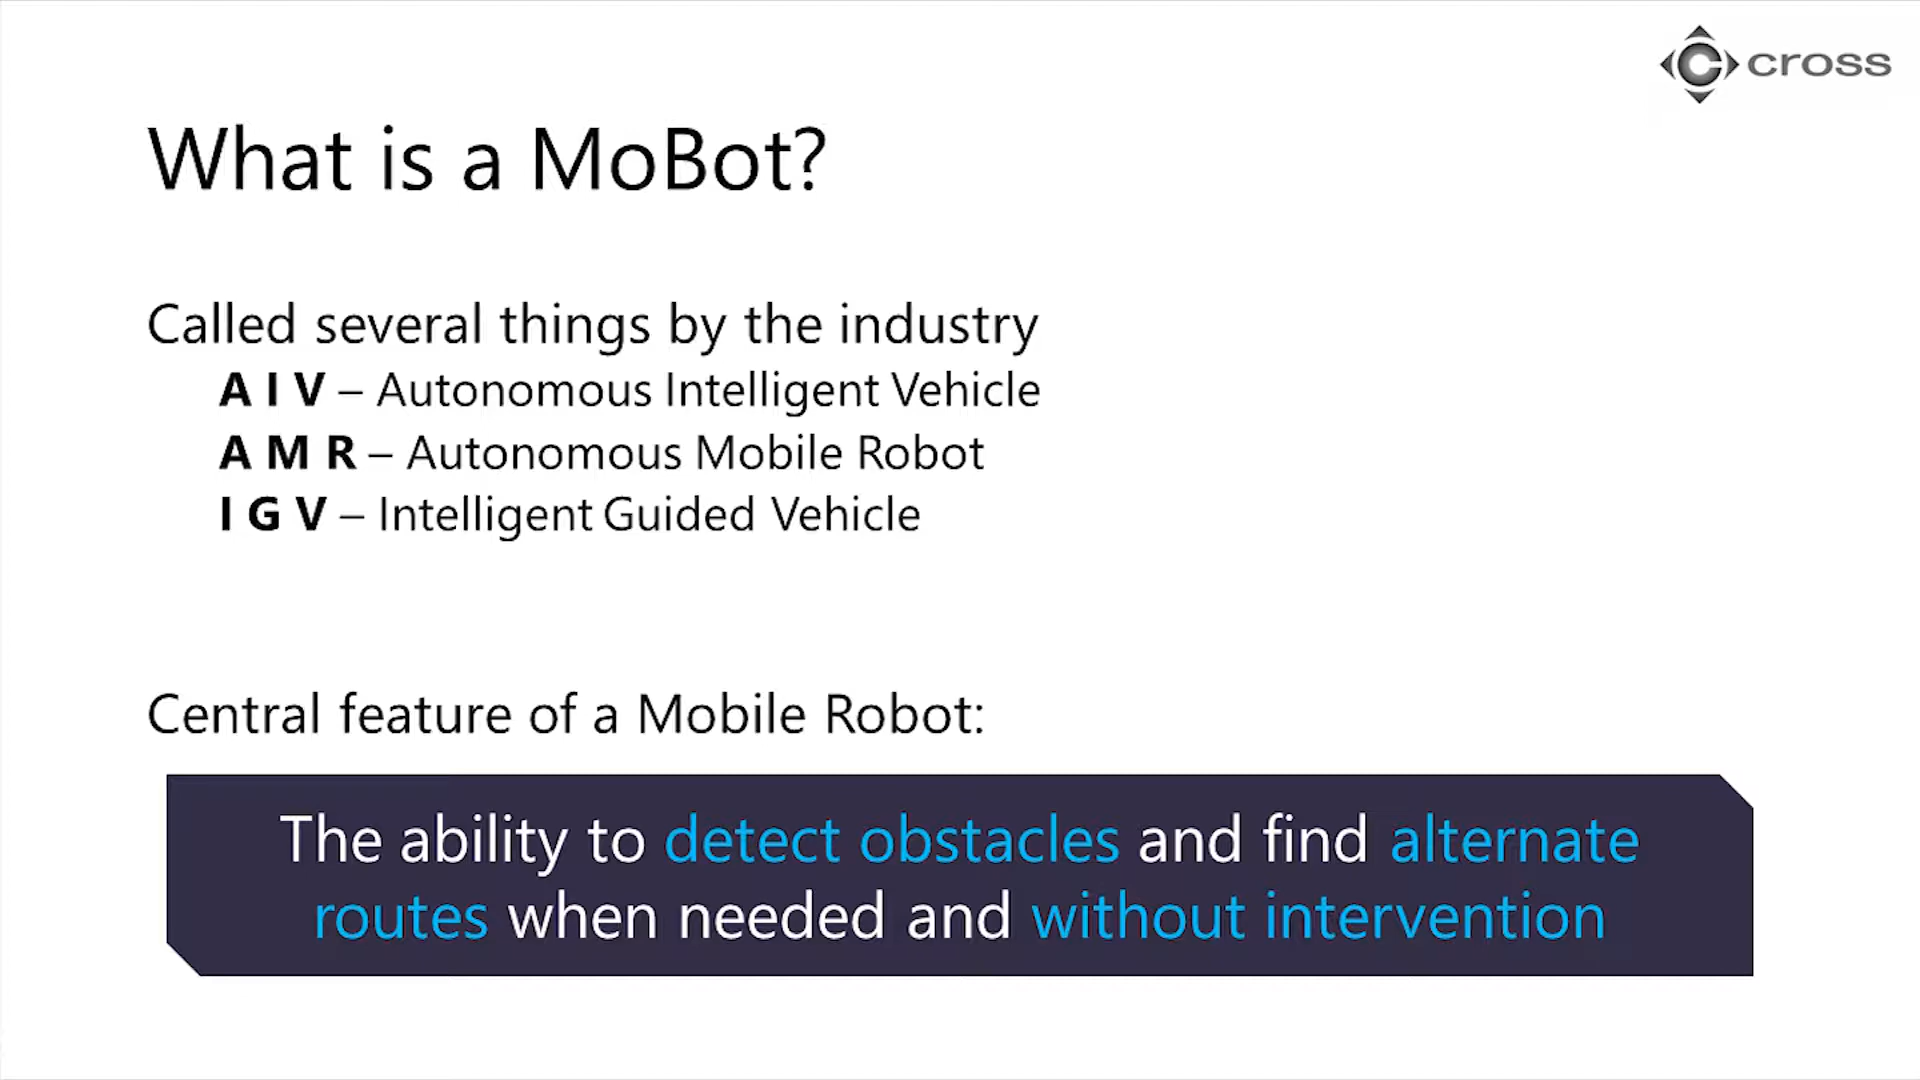 cross
What is a MoBot?
Called several things by the industry
A I V – Autonomous Intelligent Vehicle
A M R – Autonomous Mobile Robot
I G V – Intelligent Guided Vehicle
Central feature of a Mobile Robot:
The ability to detect obstacles and find alternate
routes when needed and without intervention